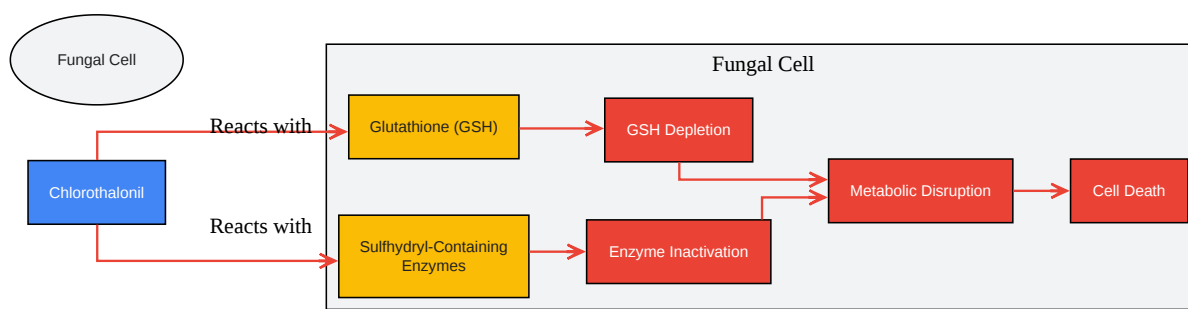 Fungal Cell
Fungal Cell
Reacts with
Glutathione (GSH)
GSH Depletion
Chlorothalonil
Metabolic Disruption
Cell Death
Reacts with
Sulfhydryl-Containing
Enzymes
Enzyme Inactivation